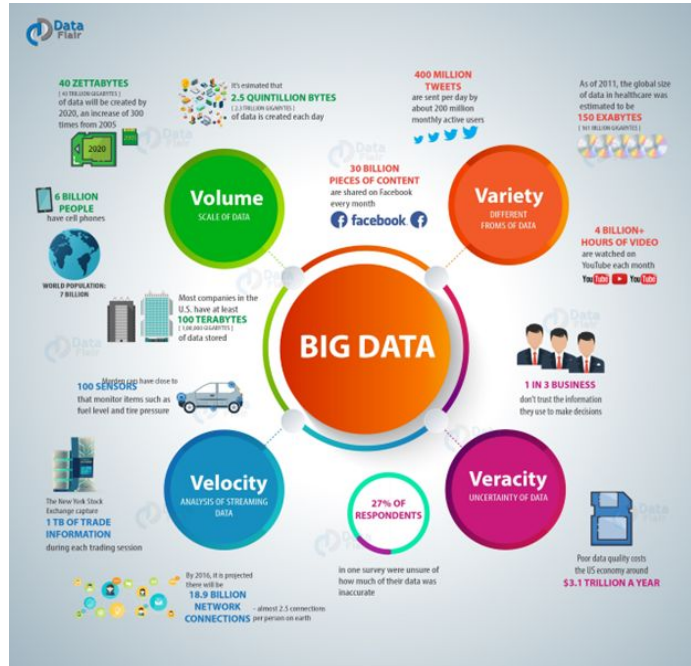 Data
Flair
40 ZETTABYTES
[ 43 TRILLION GIGABYTES ]
of data will be created by
2020, an increase of 300
times from 2005
2020
2005
It's estimated that
2.5 QUINTILLION BYTES
[ 2.3 TRILLION GIGABYTES ]
of data is created each day
400 MILLION
TWEETS
are sent per day by
about 200 million
monthly active users
As of 2011, the global size
of data in healthcare was
estimated to be
150 EXABYTES
[ 161 BILLION GIGABYTES ]
6 BILLION
PEOPLE
have cell phones
WORLD POPULATION:
7 BILLION
Volume
SCALE OF DATA
30 BILLION
PIECES OF CONTENT
are shared on Facebook
every month
facebook
Variety
DIFFERENT
FROMS OF DATA
4 BILLION+
HOURS OF VIDEO
are watched on
YouTube each month
YouTube YouTube
Most companies in the
U.S. have at least
100 TERABYTES
[ 1,00,000 GIGABYTES ]
of data stored
BIG DATA
1 IN 3 BUSINESS
don't trust the information
they use to make decisions
Morden cars have close to
100 SENSORS
that monitor items such as
fuel level and tire pressure
Velocity
ANALYSIS OF STREAMING
DATA
Veracity
UNCERTAINTY OF DATA
The New York Stock
Exchange capture
1 TB OF TRADE
INFORMATION
during each trading session
27% OF
RESPONDENTS
in one survey were unsure of
how much of their data was
inaccurate
Poor data quality costs
the US economy around
$3.1 TRILLION A YEAR
By 2016, it is projected
there will be
18.9 BILLION
NETWORK
CONNECTIONS
- almost 2.5 connections
per person on earth